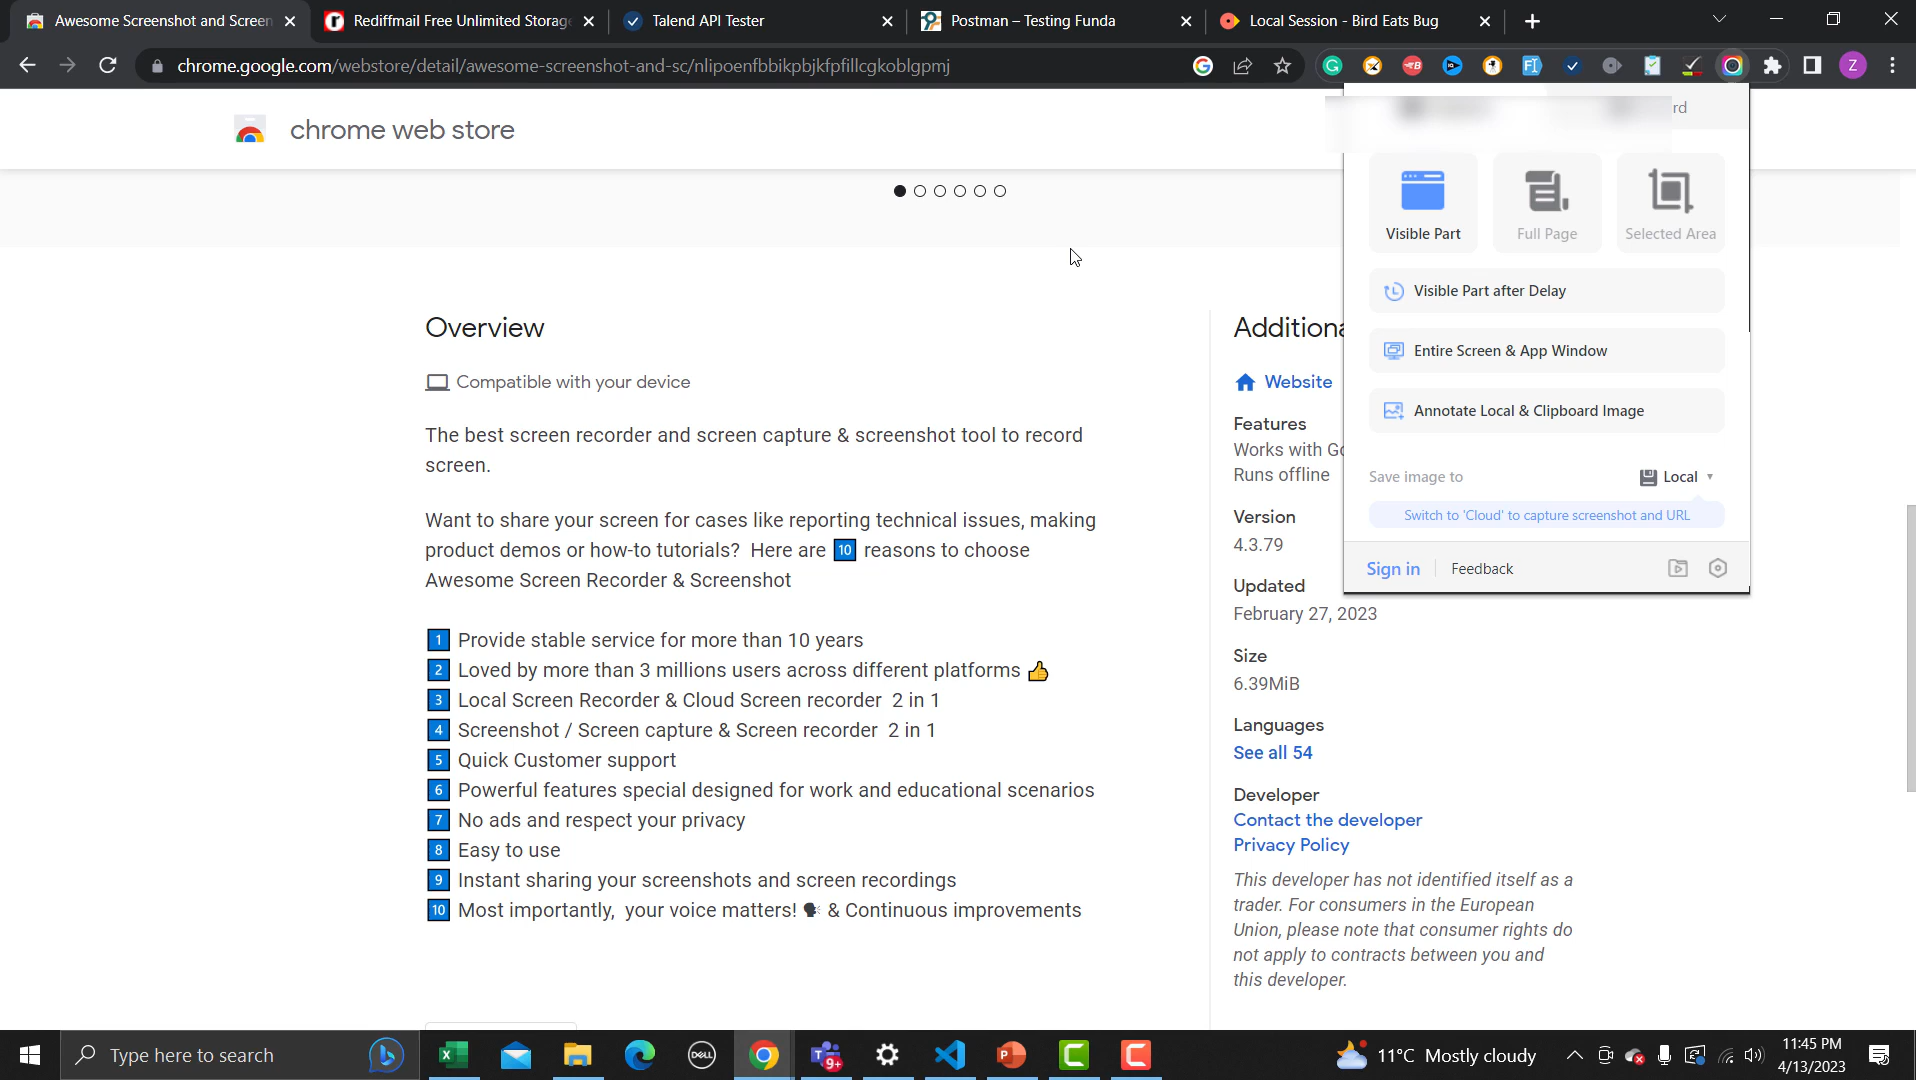 Awesome Screenshot and Screen
Rediffmail Free Unlimited Storage
Talend API Tester
Postman – Testing Funda
Local Session - Bird Eats Bug
chrome.google.com/webstore/detail/awesome-screenshot-and-sc/nlipoenfbbikpbjkfpfillcgkoblgpmj
Z
chrome web store
rd
Visible Part
Full Page
Selected Area
Visible Part after Delay
Entire Screen & App Window
Annotate Local & Clipboard Image
Save image to
Local
Switch to 'Cloud' to capture screenshot and URL
Sign in
Feedback
Overview
Compatible with your device
The best screen recorder and screen capture & screenshot tool to record
screen.
Want to share your screen for cases like reporting technical issues, making
product demos or how-to tutorials? Here are 10 reasons to choose
Awesome Screen Recorder & Screenshot
1 Provide stable service for more than 10 years
2 Loved by more than 3 millions users across different platforms 👍
3 Local Screen Recorder & Cloud Screen recorder 2 in 1
4 Screenshot / Screen capture & Screen recorder 2 in 1
5 Quick Customer support
6 Powerful features special designed for work and educational scenarios
7 No ads and respect your privacy
8 Easy to use
9 Instant sharing your screenshots and screen recordings
10 Most importantly, your voice matters! 🗣 & Continuous improvements
Additiona
Website
Features
Works with Go
Runs offline
Version
4.3.79
Updated
February 27, 2023
Size
6.39MiB
Languages
See all 54
Developer
Contact the developer
Privacy Policy
This developer has not identified itself as a
trader. For consumers in the European
Union, please note that consumer rights do
not apply to contracts between you and
this developer.
Type here to search
DELL
9+
11°C Mostly cloudy
11:45 PM
4/13/2023